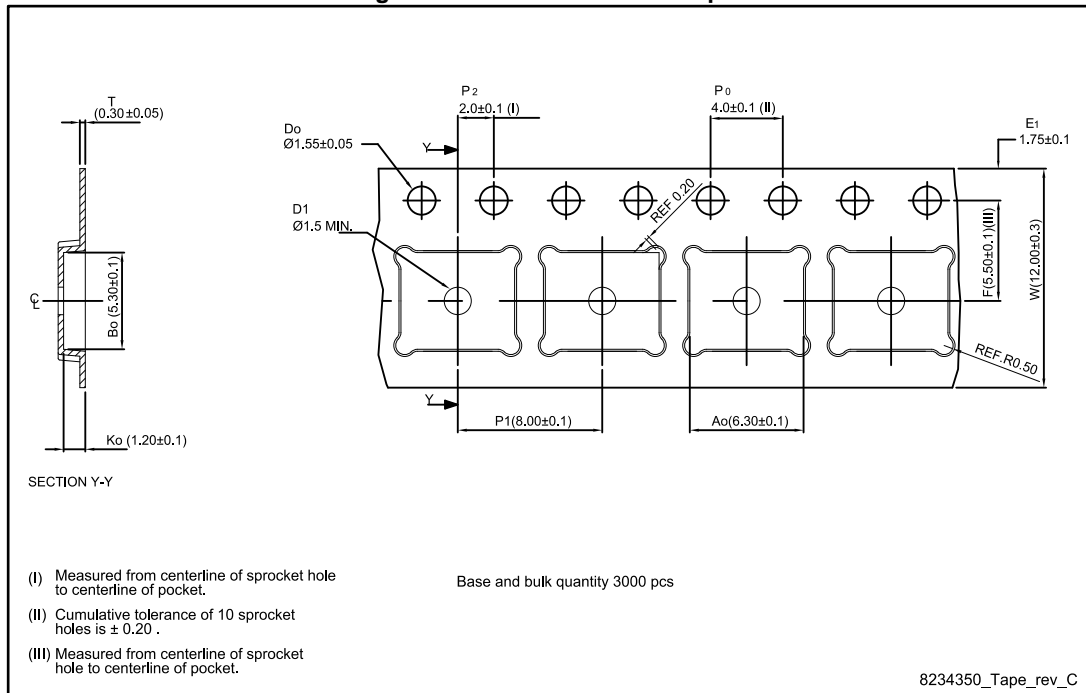 T
(0.30±0.05)
P2
2.0±0.1 (I)
P0
4.0±0.1 (II)
E1
1.75±0.1
Do
Ø1.55±0.05
Y
D1
Ø1.5 MIN.
REF 0.20
F(5.50±0.1)(III)
W(12.00±0.3)
Bo (5.30±0.1)
REF.R0.50
Y
P1(8.00±0.1)
Ao(6.30±0.1)
Ko (1.20±0.1)
SECTION Y-Y
(I) Measured from centerline of sprocket hole
to centerline of pocket.
Base and bulk quantity 3000 pcs
(II) Cumulative tolerance of 10 sprocket
holes is ± 0.20 .
(III) Measured from centerline of sprocket
hole to centerline of pocket.
8234350_Tape_rev_C